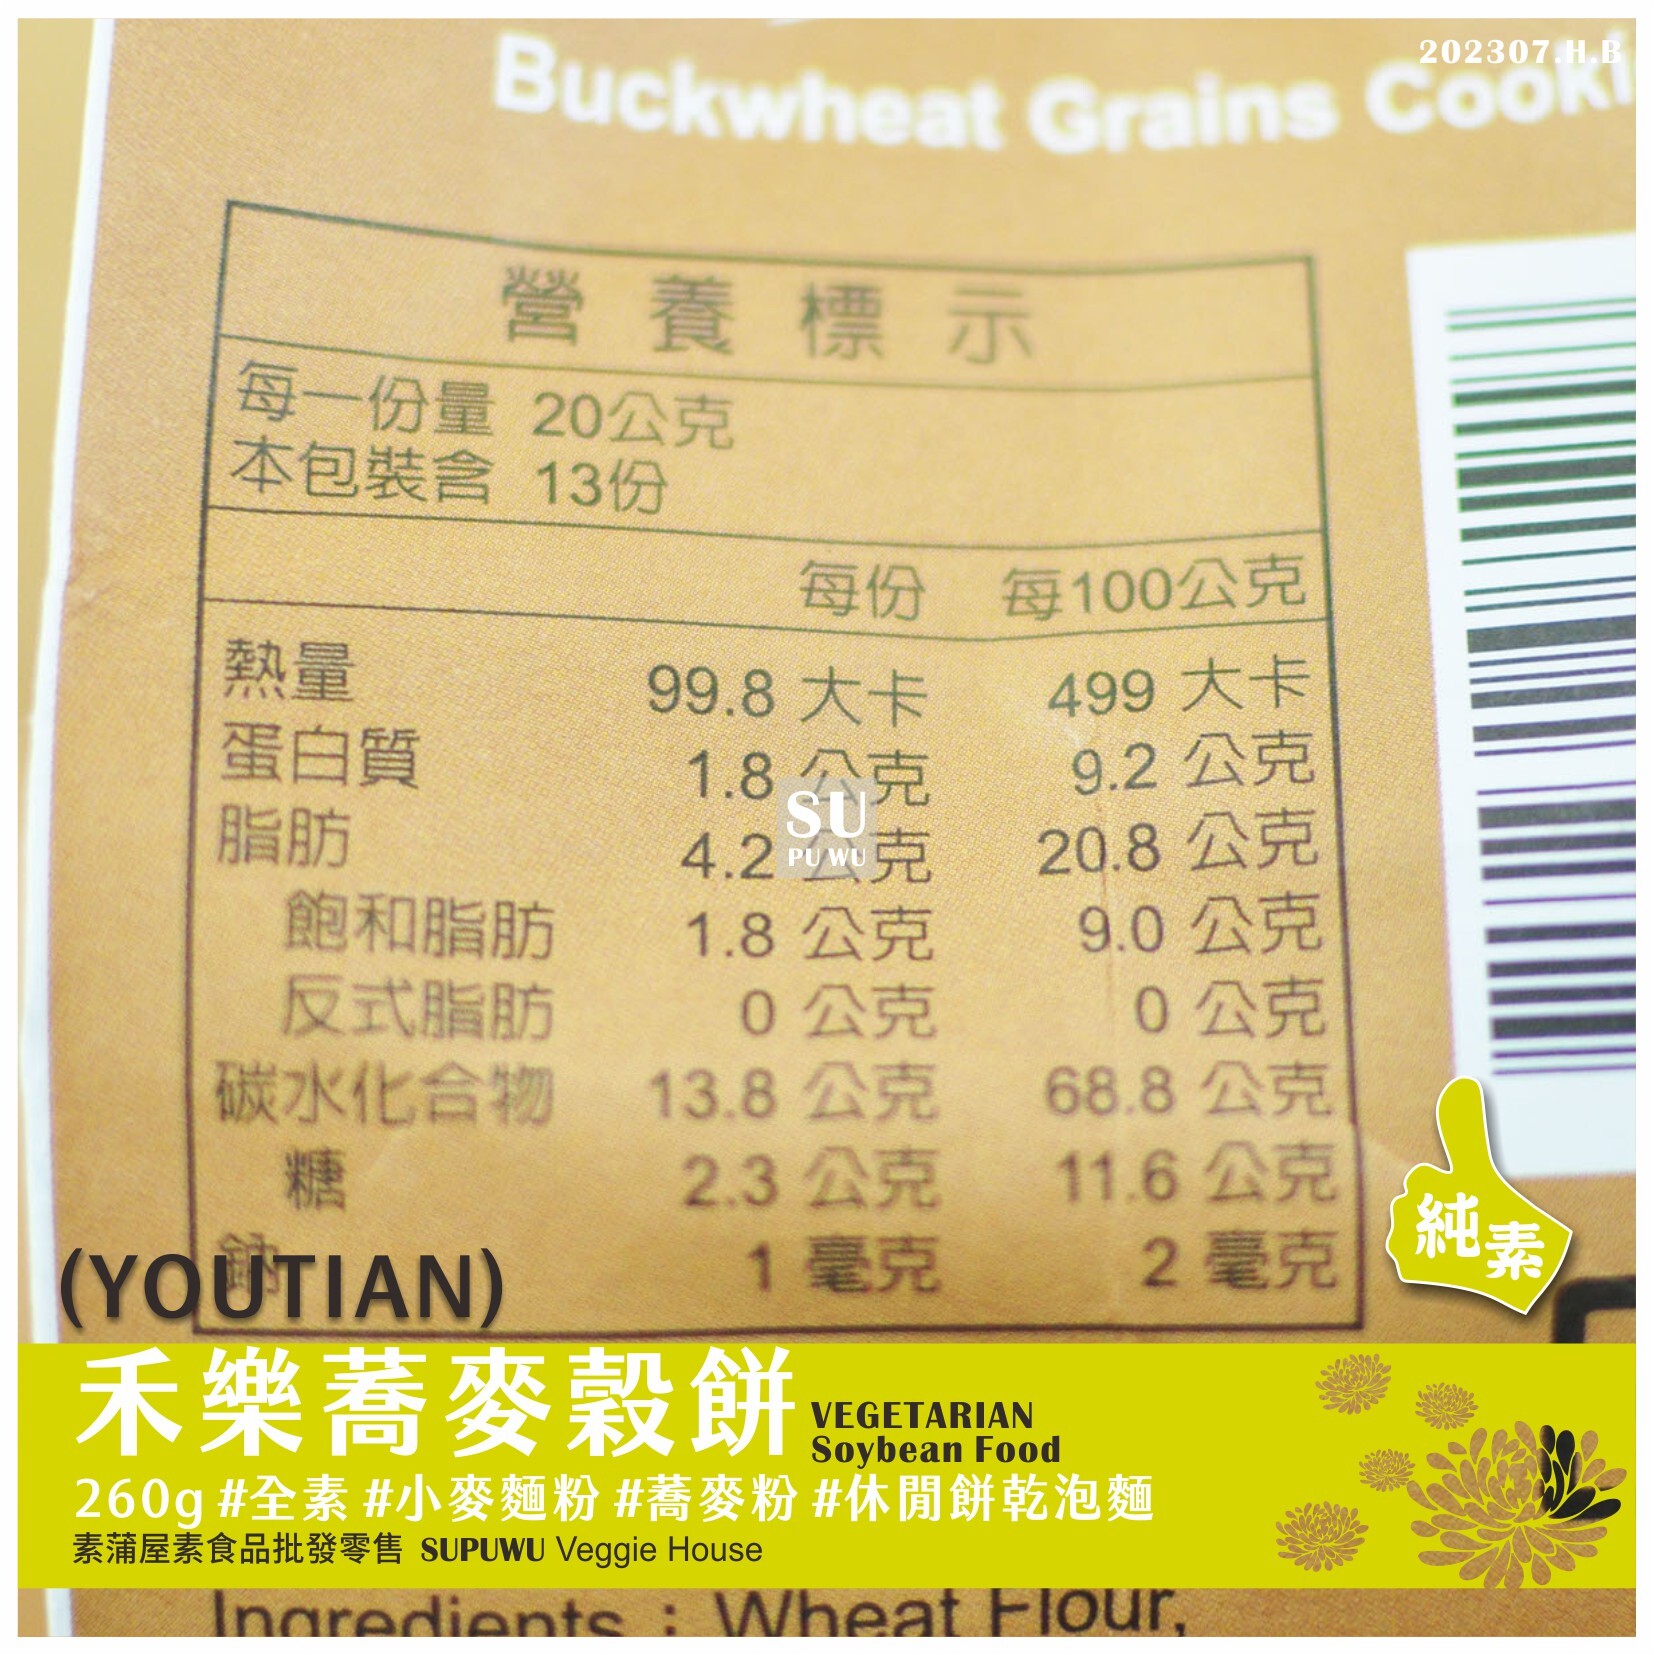 202307.H.B
Buckwheat Grains Cooki
營養標示
每一份量 20公克
本包裝含 13份
每份 每100公克
熱量 99.8 大卡 499 大卡
蛋白質 1.8 公克 9.2 公克
脂肪 4.2 公克 20.8 公克
飽和脂肪 1.8 公克 9.0 公克
反式脂肪 0 公克 0 公克
碳水化合物 13.8 公克 68.8 公克
糖 2.3 公克 11.6 公克
鈉 1 毫克 2 毫克
SU
PU WU
純素
(YOUTIAN)
禾樂蕎麥穀餅 VEGETARIAN
Soybean Food
260g #全素 #小麥麵粉 #蕎麥粉 #休閒餅乾泡麵
素蒲屋素食品批發零售 SUPUWU Veggie House
Ingredients : Wheat Flour,